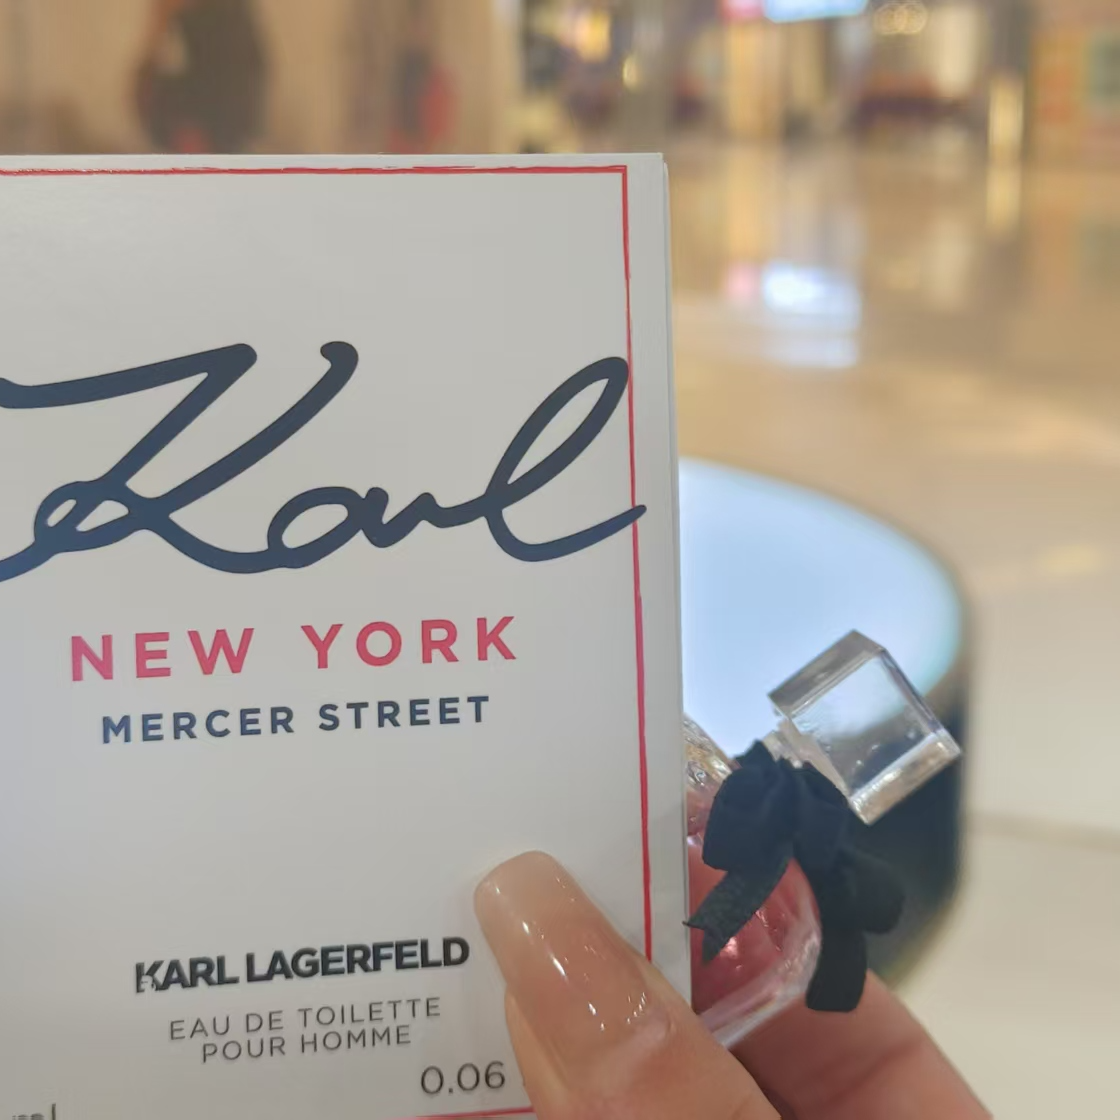 Karl
NEW YORK
MERCER STREET
KARL LAGERFELD
EAU DE TOILETTE
POUR HOMME
0.06